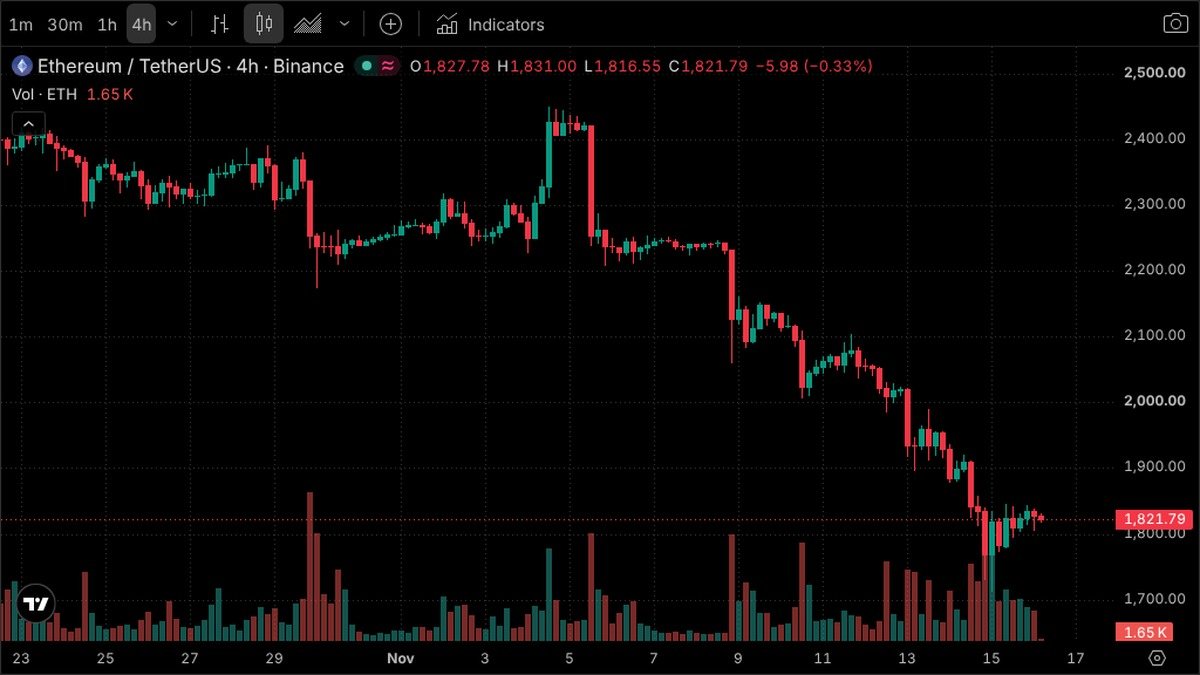 1m 30m 1h 4h Indicators
Ethereum / TetherUS · 4h · Binance O1,827.78 H1,831.00 L1,816.55 C1,821.79 −5.98 (−0.33%)
Vol · ETH 1.65 K
2,500.00
2,400.00
2,300.00
2,200.00
2,100.00
2,000.00
1,900.00
1,821.79
1,800.00
1,700.00
1.65 K
23 25 27 29 Nov 3 5 7 9 11 13 15 17